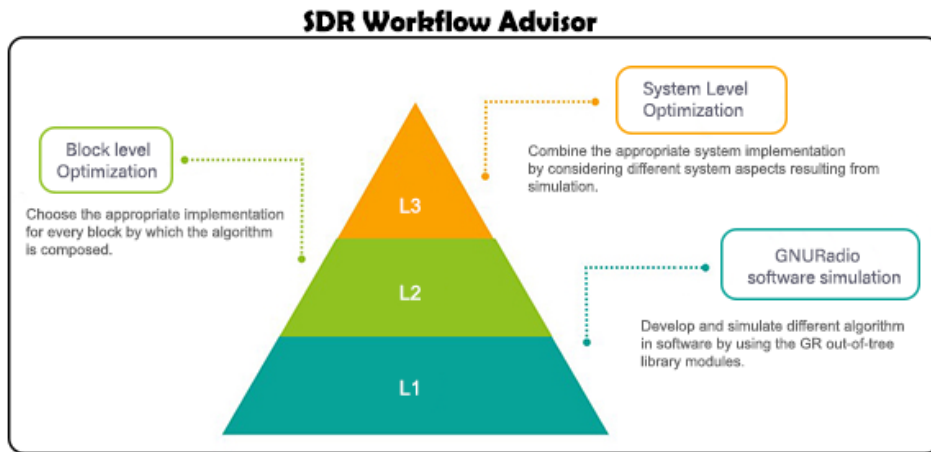 SDR Workflow Advisor
System Level
Optimization
Combine the appropriate system implementation
by considering different system aspects resulting from
simulation.
Block level
Optimization
Choose the appropriate implementation
for every block by which the algorithm
is composed.
L3
GNURadio
software simulation
Develop and simulate different algorithm
in software by using the GR out-of-tree
library modules.
L2
L1